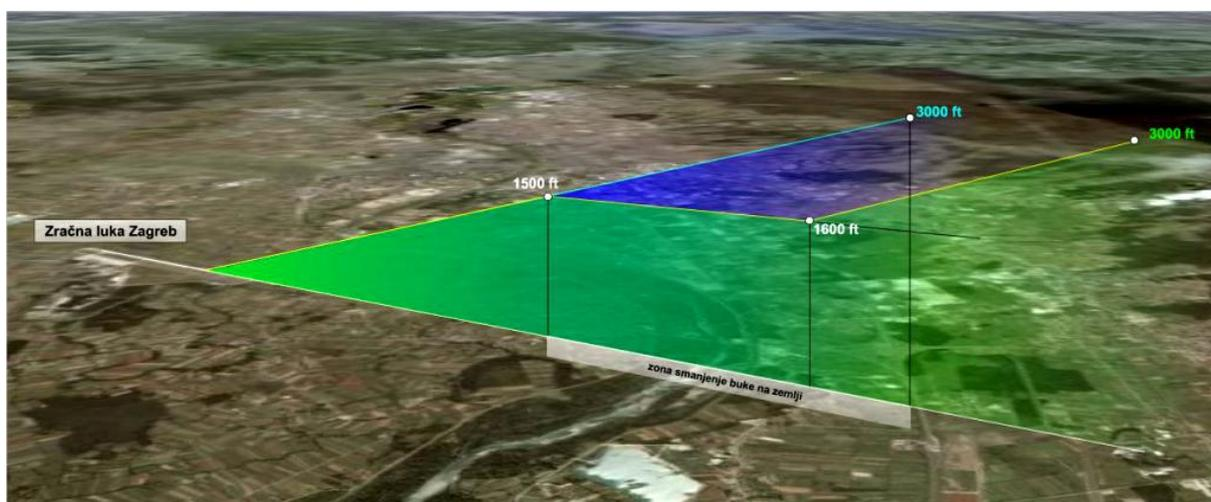 3000 ft
3000 ft
1500 ft
Zračna luka Zagreb
1600 ft
zona smanjenje buke na zemlji